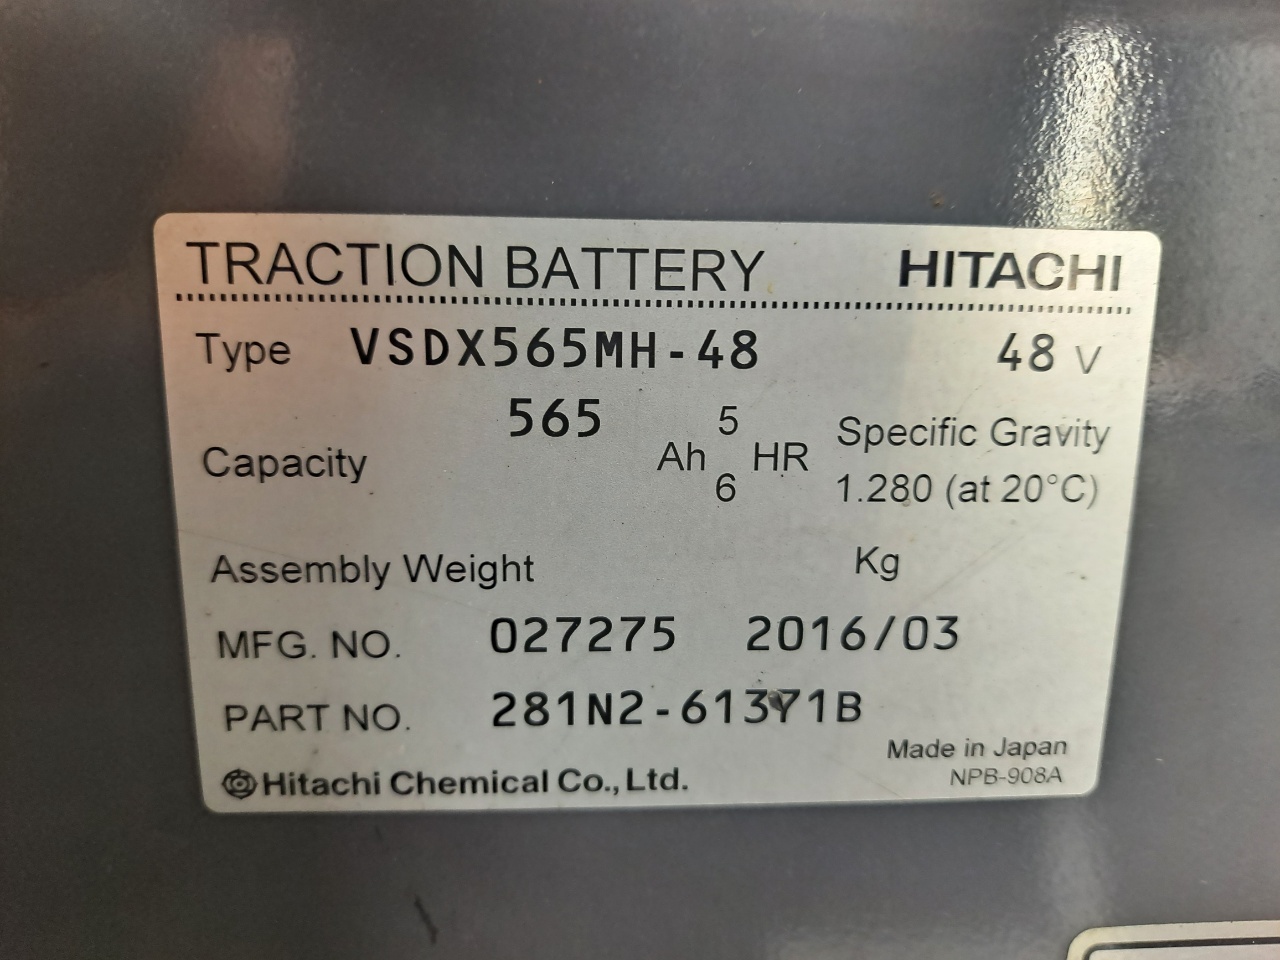 TRACTION BATTERY HITACHI
Type VSDX565MH-48 48 V
Capacity 565 Ah 5 HR
6
Specific Gravity
1.280 (at 20°C)
Assembly Weight Kg
MFG. NO. 027275 2016/03
PART NO. 281N2-61371B
Made in Japan
Hitachi Chemical Co., Ltd. NPB-908A